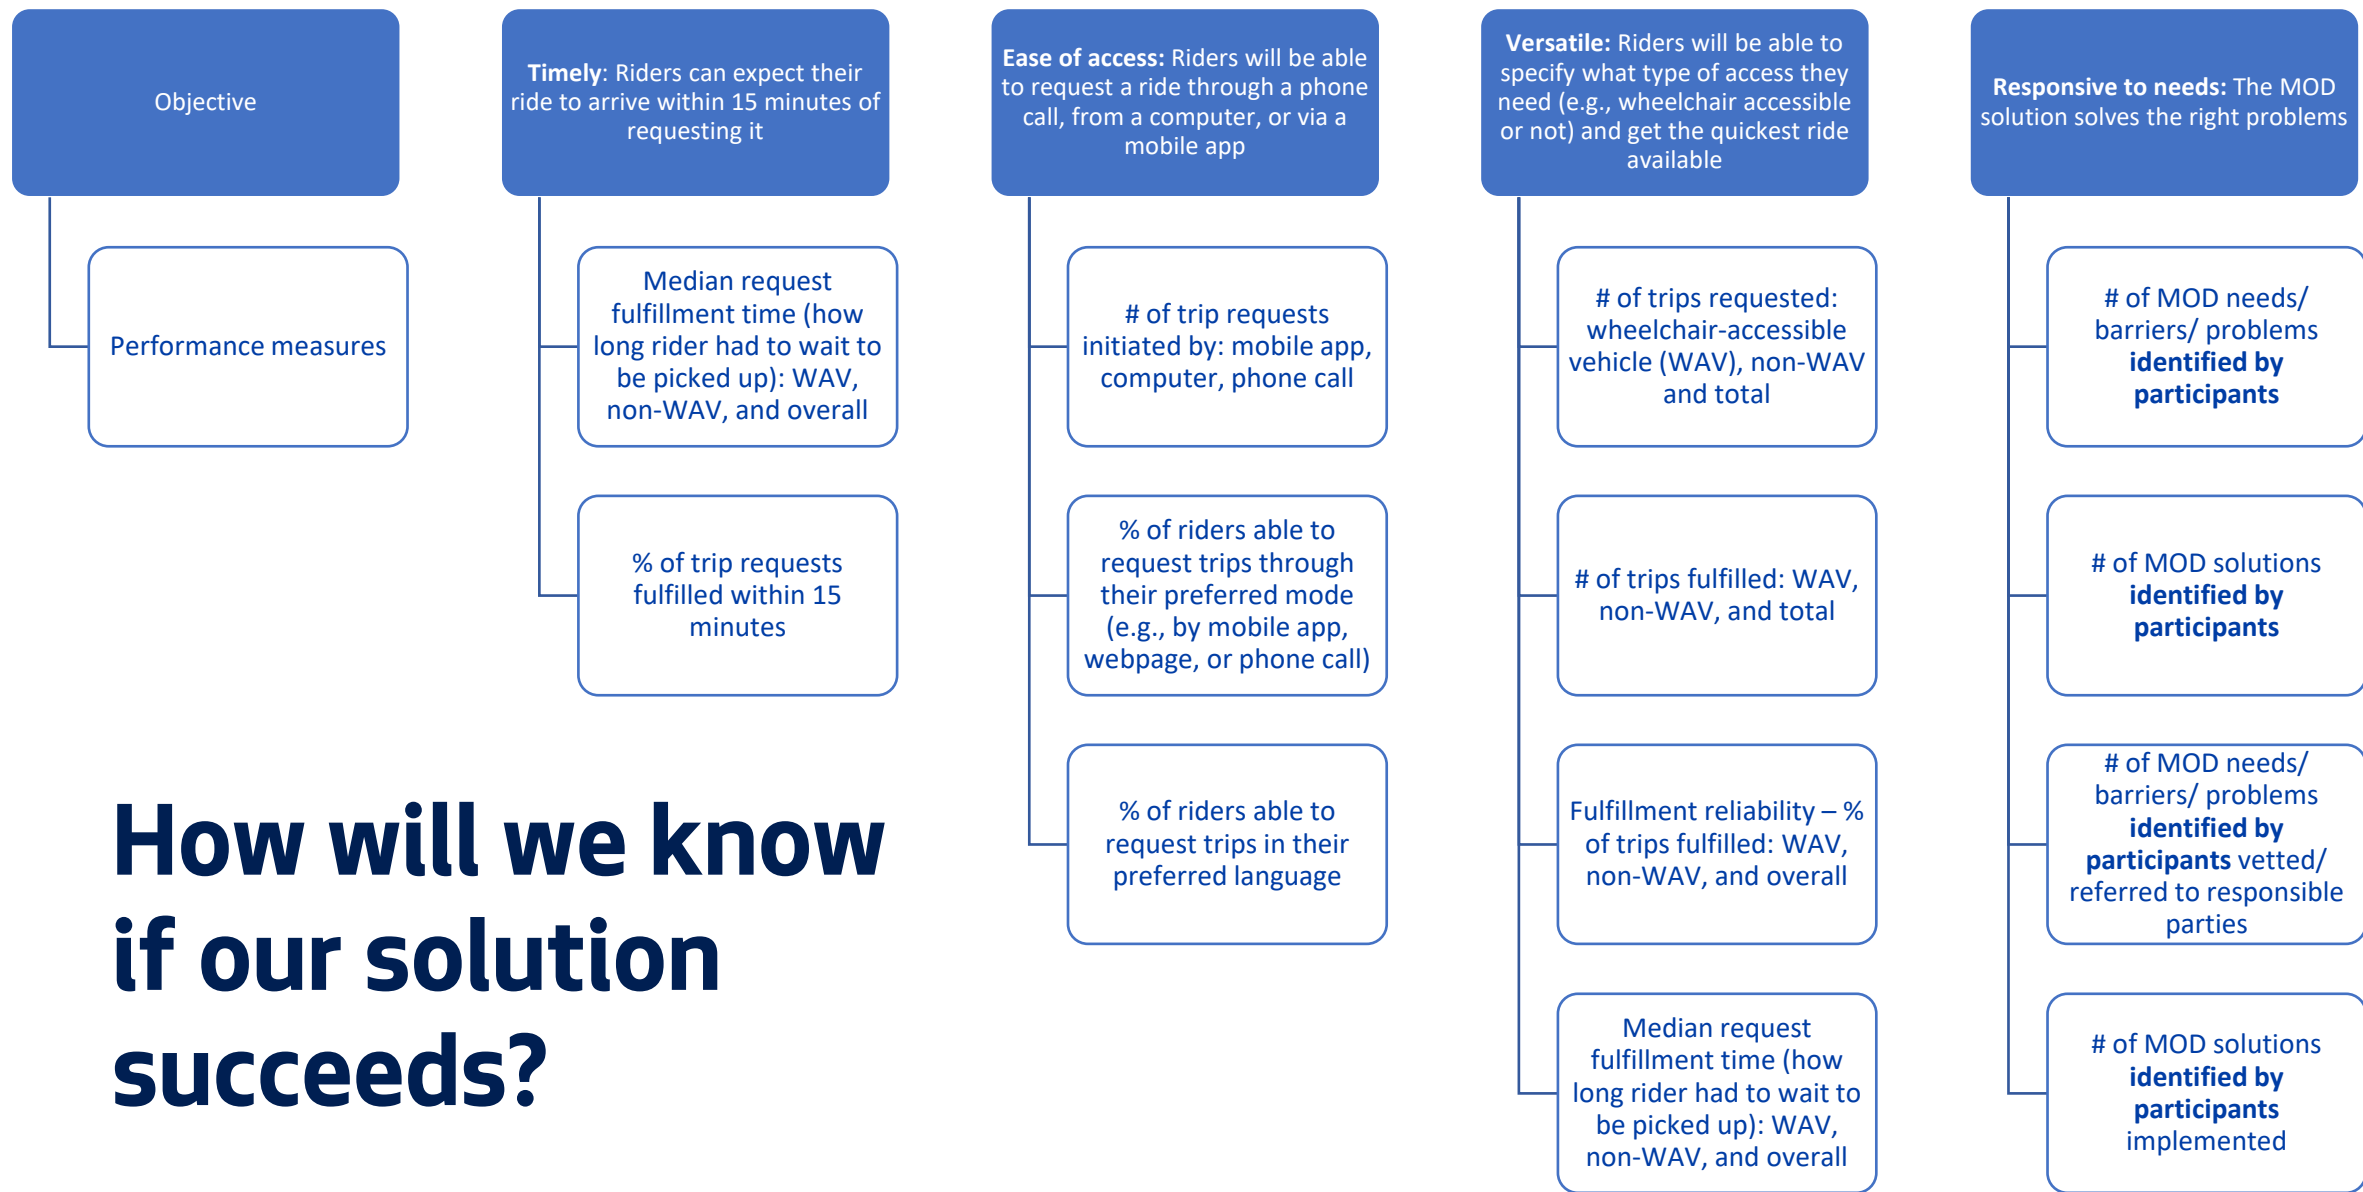 Objective
Performance measures
Timely: Riders can expect their
ride to arrive within 15 minutes of
requesting it
Median request
fulfillment time (how
long rider had to wait to
be picked up): WAV,
non-WAV, and overall
% of trip requests
fulfilled within 15
minutes
Ease of access: Riders will be able
to request a ride through a phone
call, from a computer, or via a
mobile app
# of trip requests
initiated by: mobile app,
computer, phone call
% of riders able to
request trips through
their preferred mode
(e.g., by mobile app,
webpage, or phone call)
% of riders able to
request trips in their
preferred language
Versatile: Riders will be able to
specify what type of access they
need (e.g., wheelchair accessible
or not) and get the quickest ride
available
# of trips requested:
wheelchair-accessible
vehicle (WAV), non-WAV
and total
# of trips fulfilled: WAV,
non-WAV, and total
Fulfillment reliability – %
of trips fulfilled: WAV,
non-WAV, and overall
Median request
fulfillment time (how
long rider had to wait to
be picked up): WAV,
non-WAV, and overall
Responsive to needs: The MOD
solution solves the right problems
# of MOD needs/
barriers/ problems
identified by
participants
# of MOD solutions
identified by
participants
# of MOD needs/
barriers/ problems
identified by
participants vetted/
referred to responsible
parties
# of MOD solutions
identified by
participants
implemented
How will we know
if our solution
succeeds?